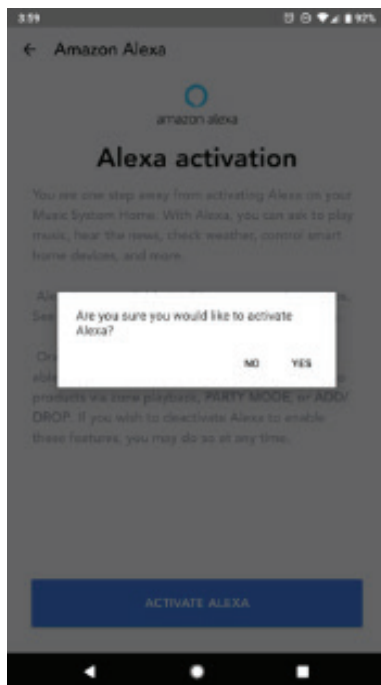 3:59
92%
Amazon Alexa
amazon alexa
Alexa activation
You are one step away from activating Alexa on your
Music System Home. With Alexa, you can ask to play
music, hear the news, check weather, control smart
home devices, and more.
See
Are you sure you would like to activate
Alexa?
NO YES
products via zone playback, PARTY MODE, or ADD/
DROP. If you wish to deactivate Alexa to enable
these features, you may do so at any time.
ACTIVATE ALEXA